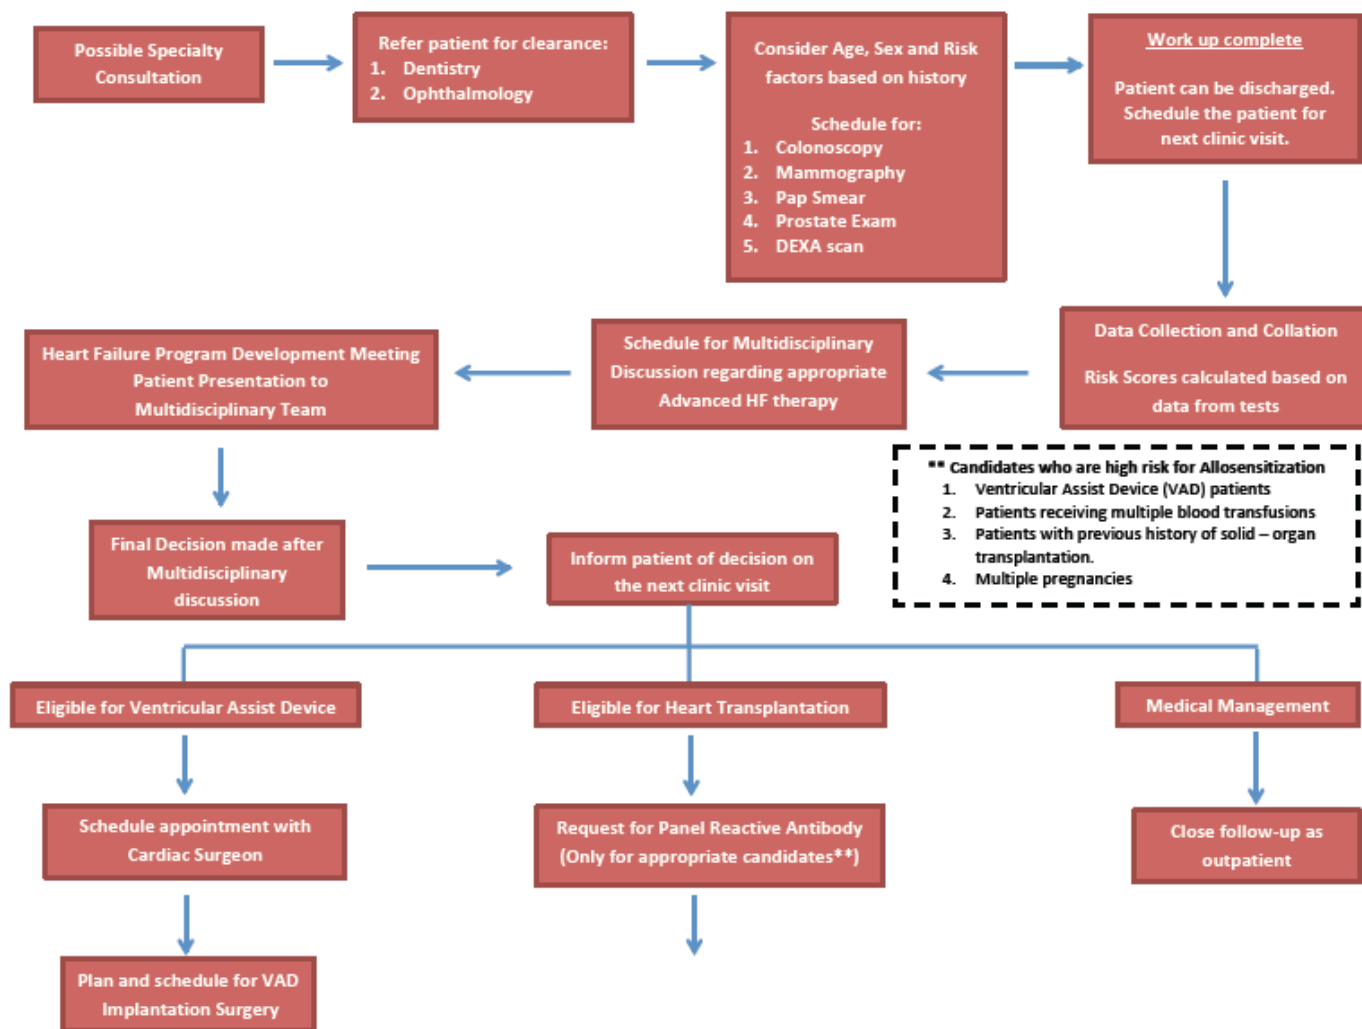 Possible Specialty
Consultation
Refer patient for clearance:
1. Dentistry
2. Ophthalmology
Consider Age, Sex and Risk
factors based on history
Schedule for:
1. Colonoscopy
2. Mammography
3. Pap Smear
4. Prostate Exam
5. DEXA scan
Work up complete
Patient can be discharged.
Schedule the patient for
next clinic visit.
Heart Failure Program Development Meeting
Patient Presentation to
Multidisciplinary Team
Schedule for Multidisciplinary
Discussion regarding appropriate
Advanced HF therapy
Data Collection and Collation
Risk Scores calculated based on
data from tests
** Candidates who are high risk for Allosensitization
1. Ventricular Assist Device (VAD) patients
2. Patients receiving multiple blood transfusions
3. Patients with previous history of solid – organ
transplantation.
4. Multiple pregnancies
Final Decision made after
Multidisciplinary
discussion
Inform patient of decision on
the next clinic visit
Eligible for Ventricular Assist Device
Eligible for Heart Transplantation
Medical Management
Schedule appointment with
Cardiac Surgeon
Request for Panel Reactive Antibody
(Only for appropriate candidates**)
Close follow-up as
outpatient
Plan and schedule for VAD
Implantation Surgery